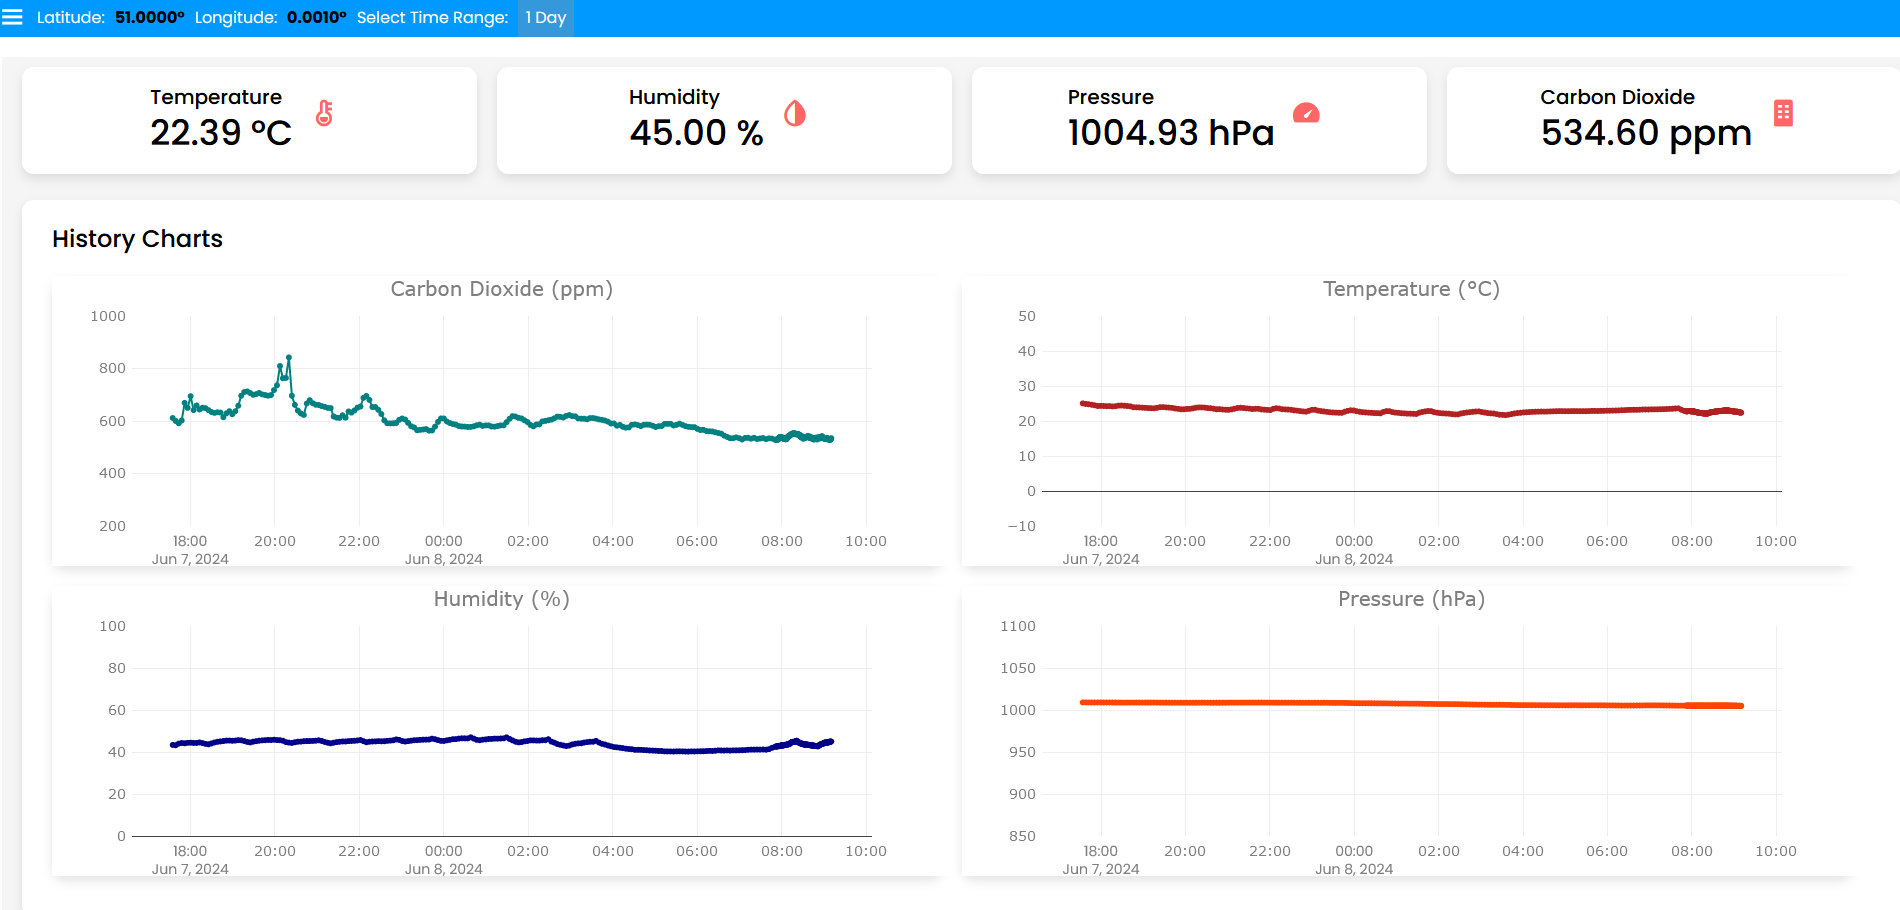 Latitude: 51.0000° Longitude: 0.0010° Select Time Range: 1 Day
Temperature
22.39 °C
Humidity
45.00 %
Pressure
1004.93 hPa
Carbon Dioxide
534.60 ppm
History Charts
Carbon Dioxide (ppm)
1000
800
600
400
200
18:00 20:00 22:00 00:00 02:00 04:00 06:00 08:00 10:00
Jun 7, 2024 Jun 8, 2024
Temperature (°C)
50
40
30
20
10
0
−10
18:00 20:00 22:00 00:00 02:00 04:00 06:00 08:00 10:00
Jun 7, 2024 Jun 8, 2024
Humidity (%)
100
80
60
40
20
0
18:00 20:00 22:00 00:00 02:00 04:00 06:00 08:00 10:00
Jun 7, 2024 Jun 8, 2024
Pressure (hPa)
1100
1050
1000
950
900
850
18:00 20:00 22:00 00:00 02:00 04:00 06:00 08:00 10:00
Jun 7, 2024 Jun 8, 2024